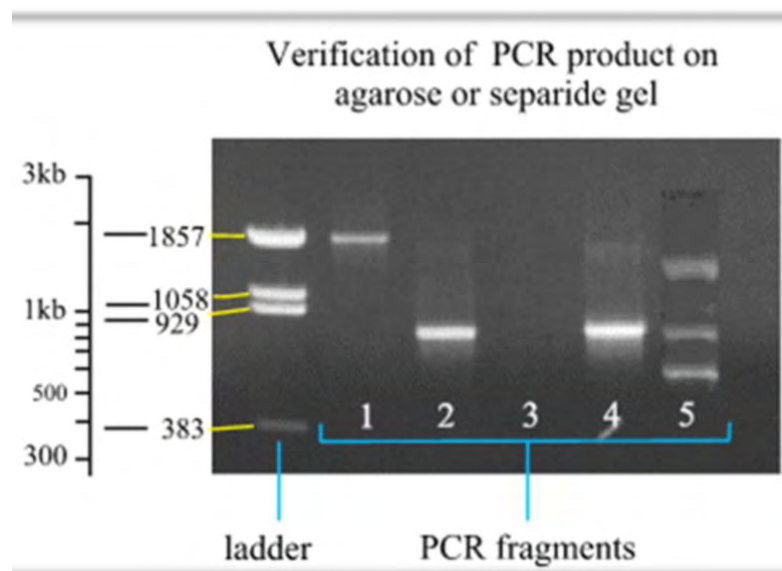 Verification of PCR product on
agarose or separide gel
3kb
1857
1058
1kb
929
500
383
300
1 2 3 4 5
ladder
PCR fragments